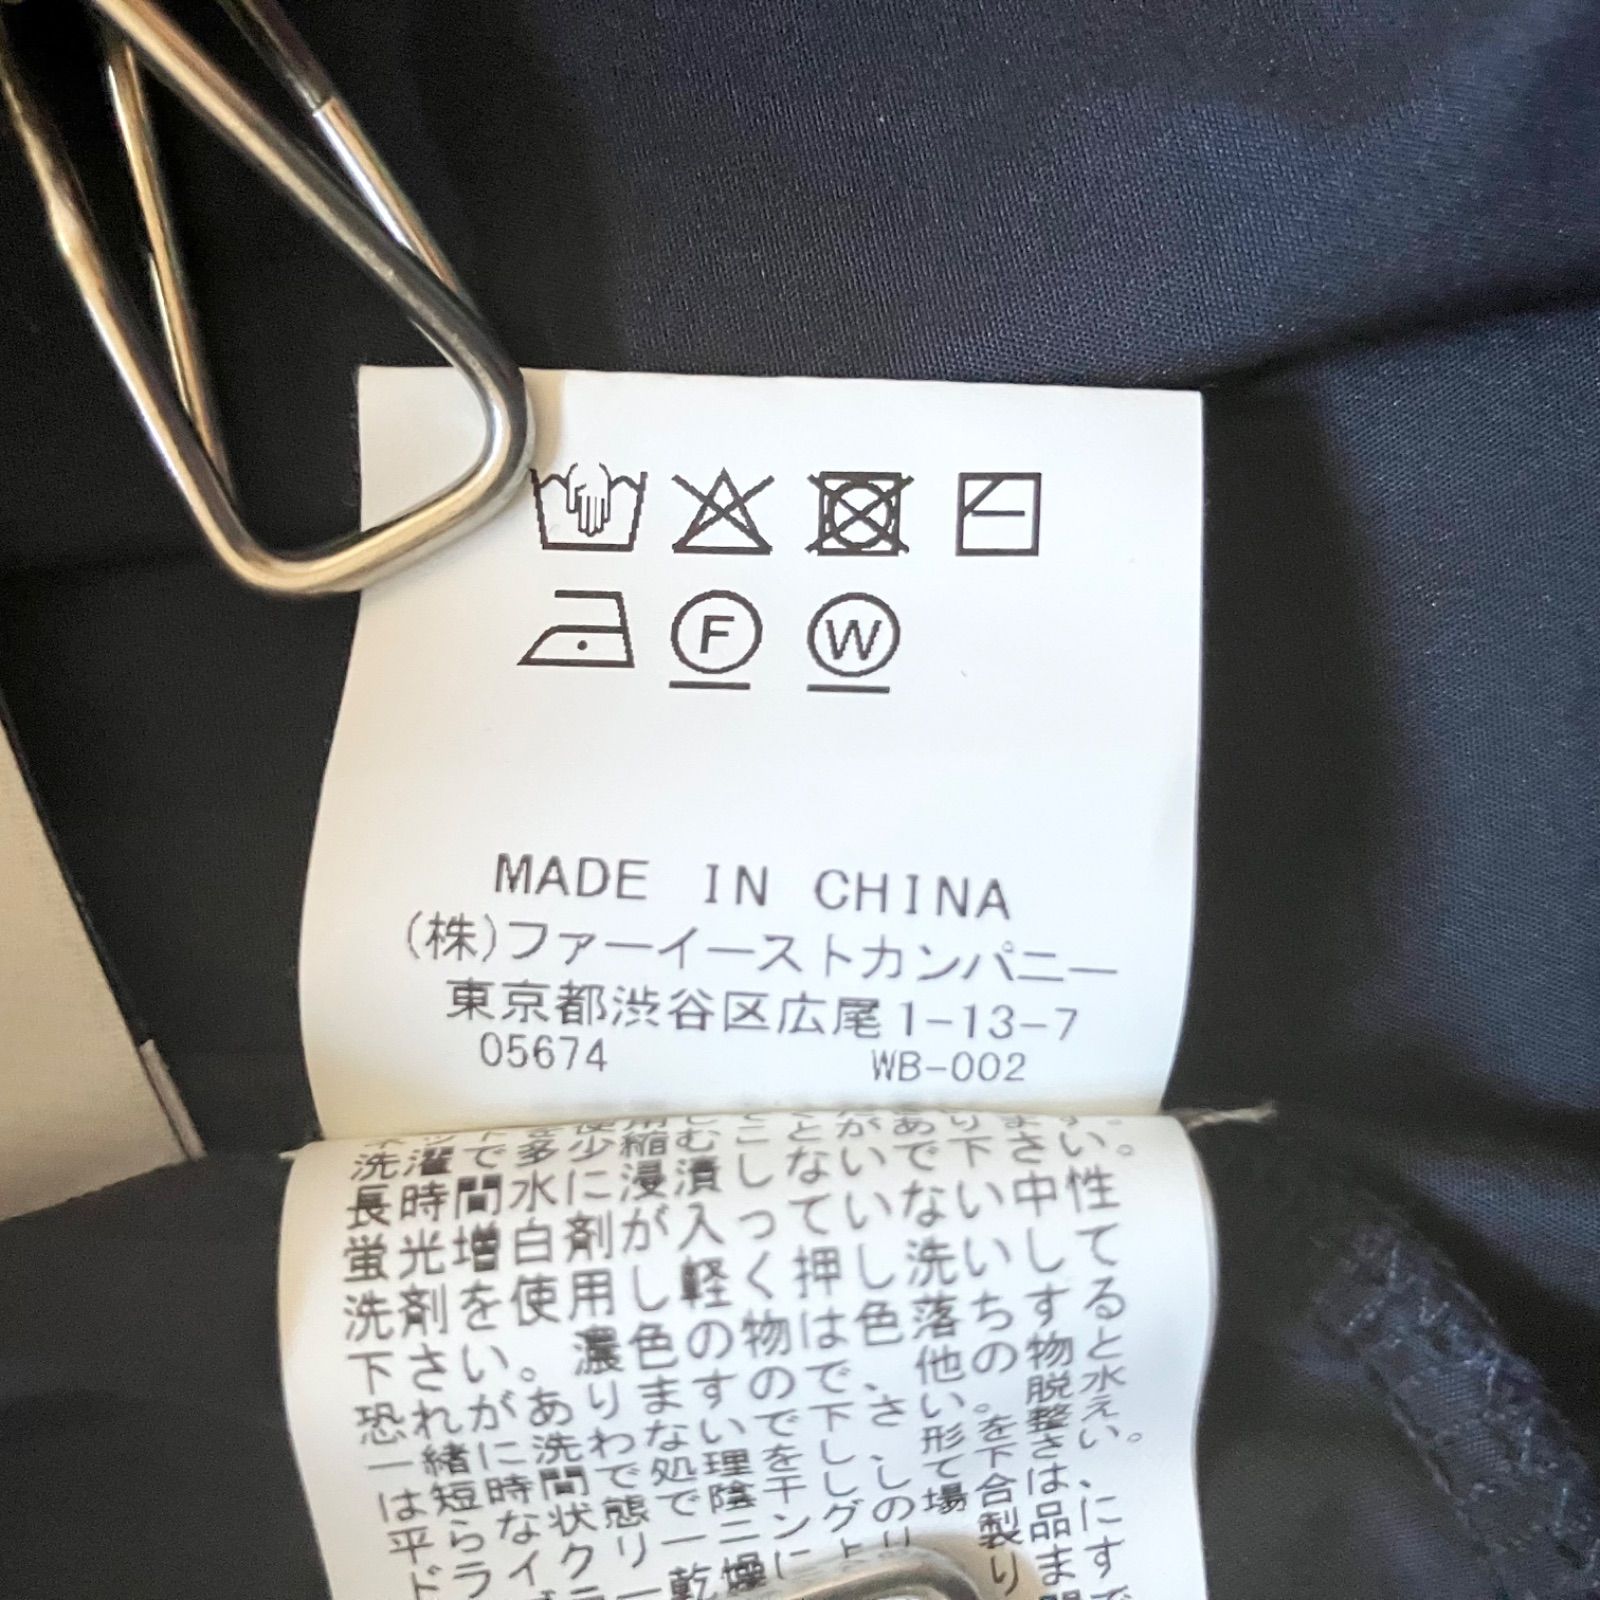 F W
MADE IN CHINA
(株)ファーイーストカンパニー
東京都渋谷区広尾1-13-7
05674 WB-002
洗濯で多少縮むことがあります。
長時間水に浸漬しないで下さい。
蛍光増白剤が入っていない中性
洗剤を使用し軽く押し洗いして
下さい。濃色の物は色落ちする
恐れがありますので、他の物と
一緒に洗わないで下さい。脱水
は短時間で処理し、形を整え、
平らな状態で陰干しして下さい。